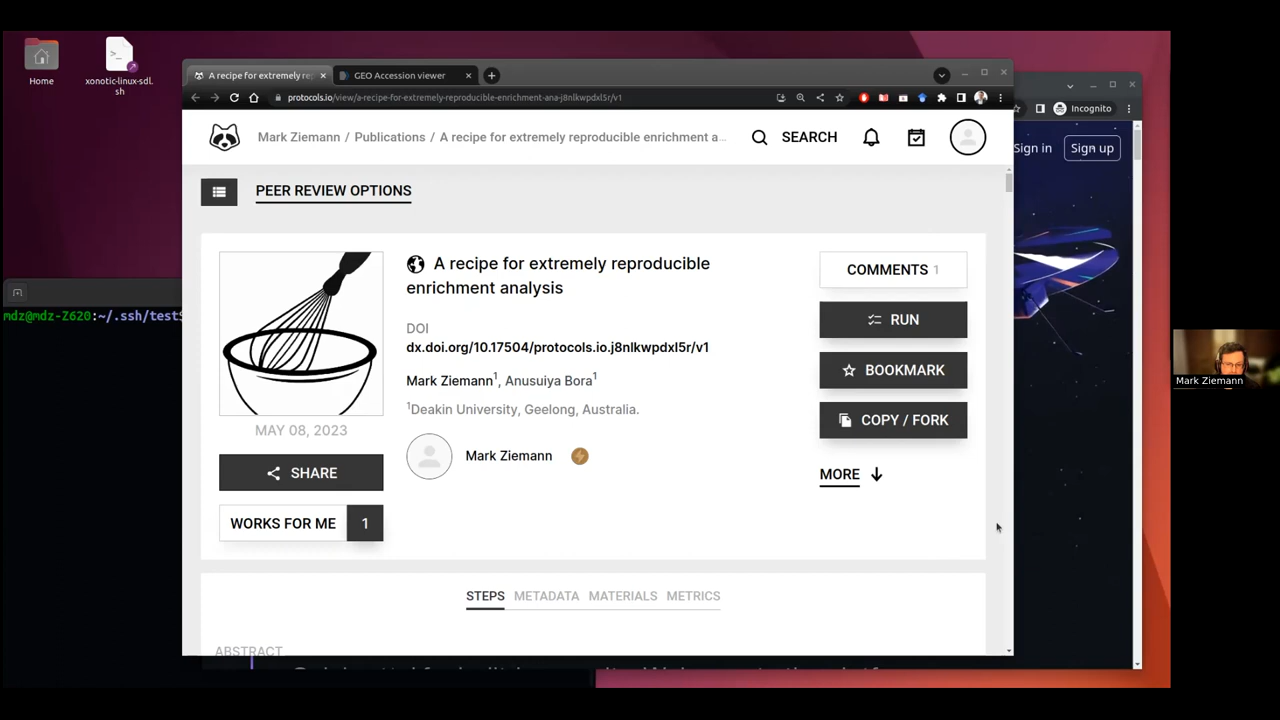 Home
xonotic-linux-sdl.
sh
A recipe for extremely re
GEO Accession viewer
protocols.io/view/a-recipe-for-extremely-reproducible-enrichment-ana-j8nlkwpdxl5r/v1
Incognito
Mark Ziemann / Publications / A recipe for extremely reproducible enrichment a...
SEARCH
Sign in
Sign up
PEER REVIEW OPTIONS
A recipe for extremely reproducible
enrichment analysis
COMMENTS 1
DOI
dx.doi.org/10.17504/protocols.io.j8nlkwpdxl5r/v1
RUN
mdz@mdz-Z620:~/.ssh/test$
Mark Ziemann1, Anusuiya Bora1
BOOKMARK
1Deakin University, Geelong, Australia.
COPY / FORK
MAY 08, 2023
Mark Ziemann
SHARE
MORE
WORKS FOR ME 1
STEPS METADATA MATERIALS METRICS
ABSTRACT
Mark Ziemann